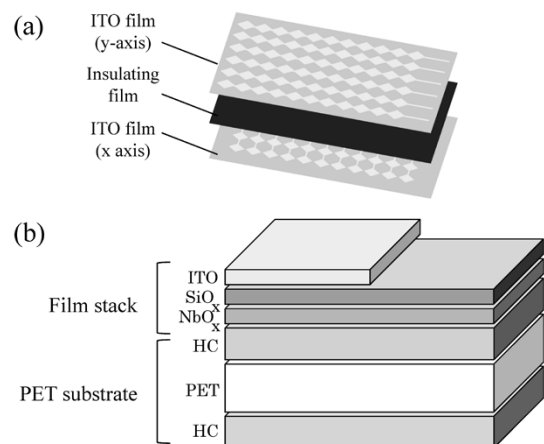 (a)
ITO film
(y-axis)
Insulating
film
ITO film
(x axis)
(b)
Film stack
ITO
SiOx
NbOx
HC
PET substrate
PET
HC